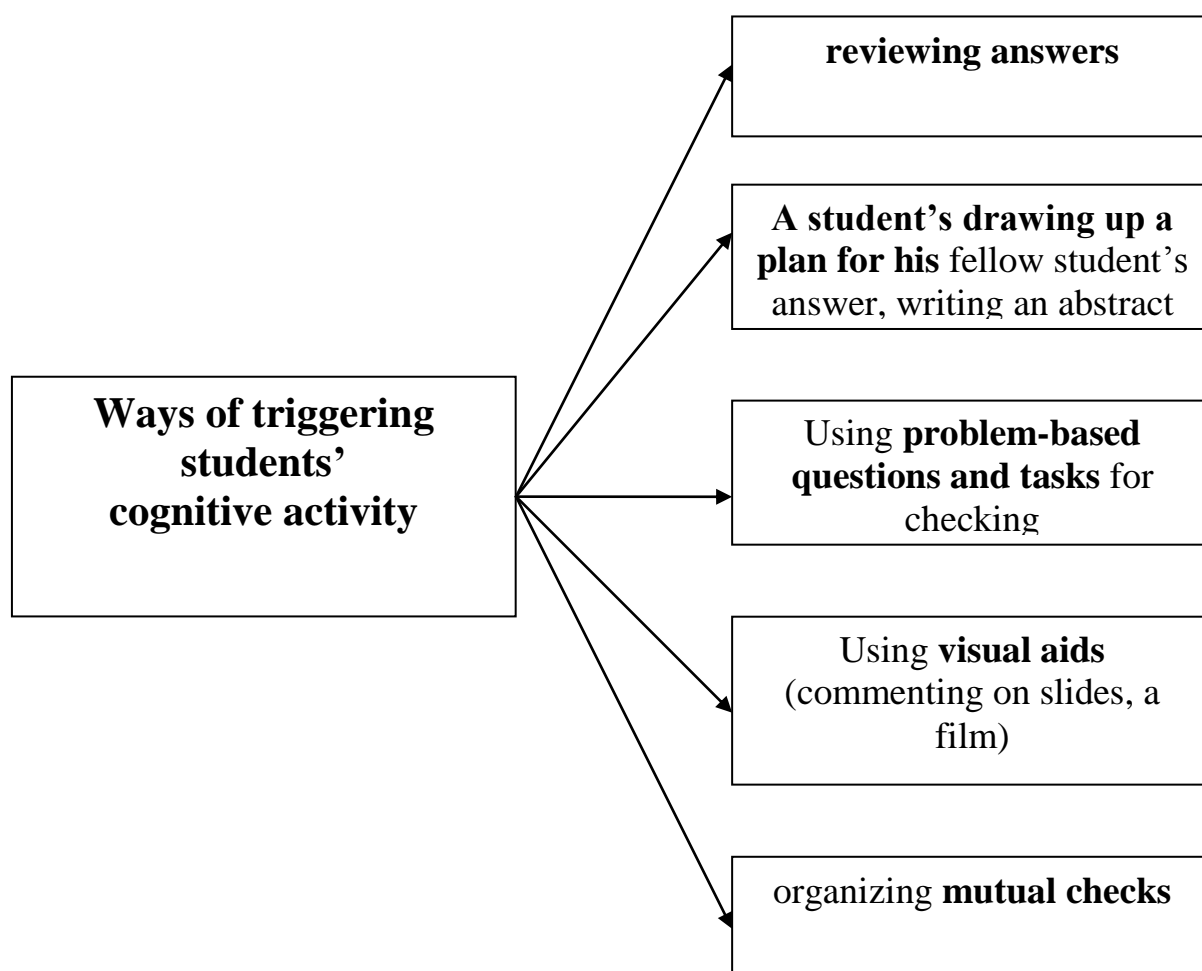 reviewing answers
A student’s drawing up a
plan for his fellow student’s
answer, writing an abstract
Ways of triggering
students’
cognitive activity
Using problem-based
questions and tasks for
checking
Using visual aids
(commenting on slides, a
film)
organizing mutual checks